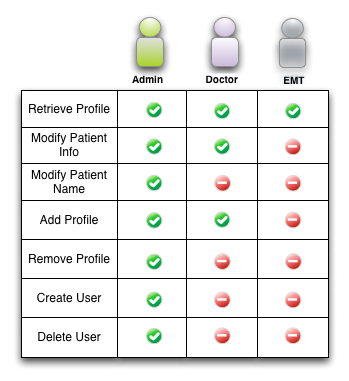 Admin Doctor EMT
Retrieve Profile
Modify Patient
Info
Modify Patient
Name
Add Profile
Remove Profile
Create User
Delete User